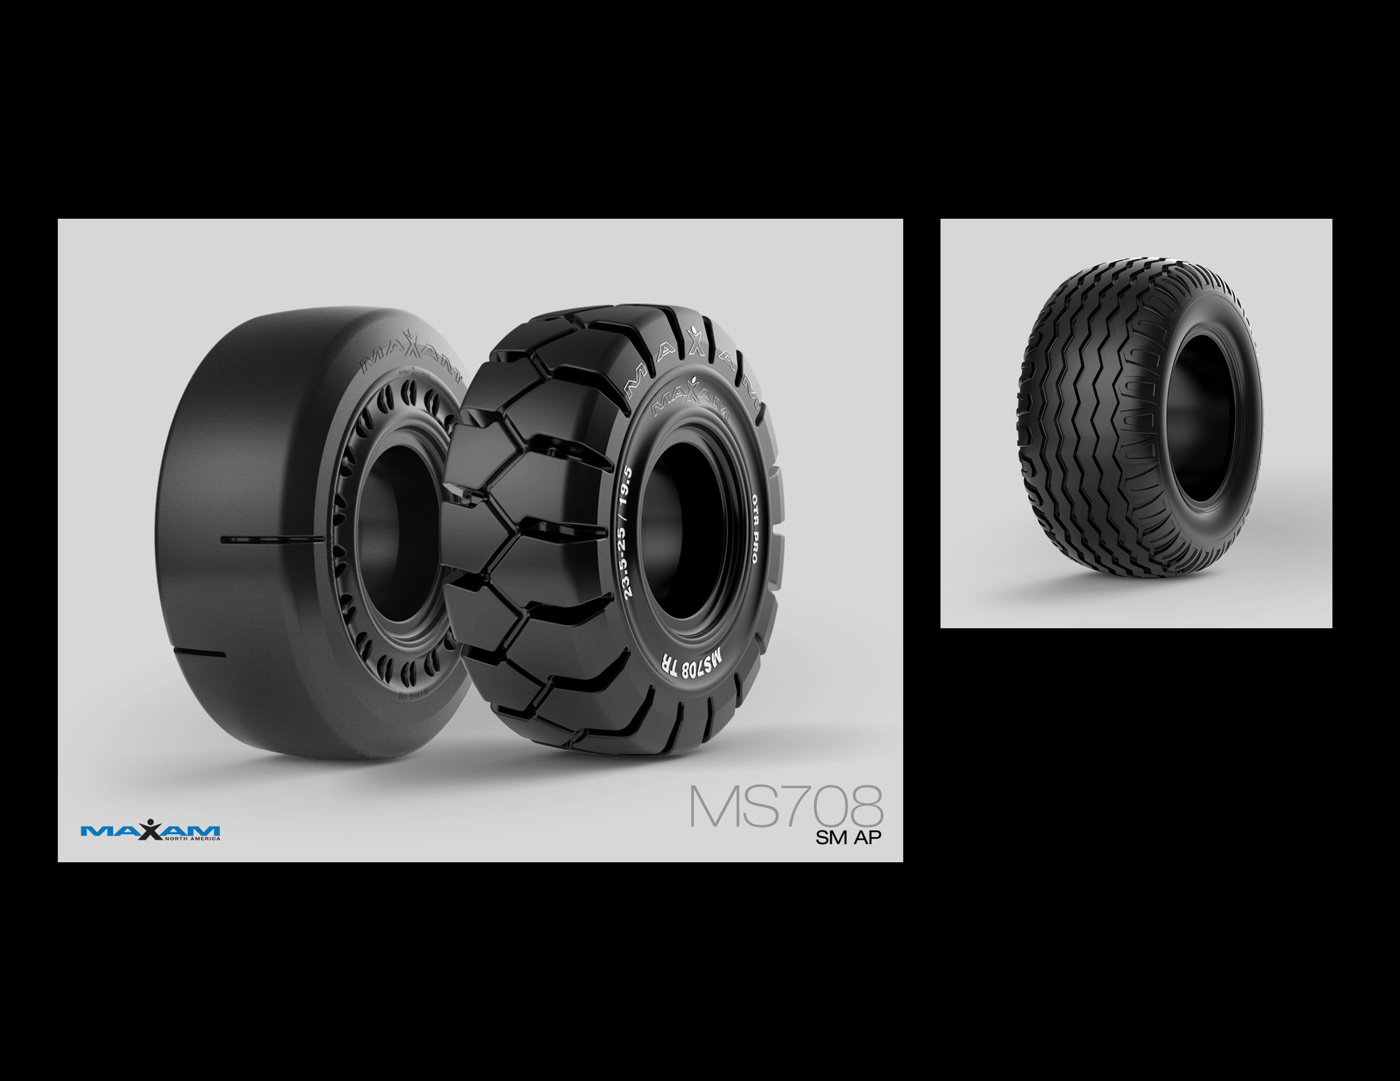 MAXAM
MAXAM
MAXAM
23.5-25 / 19.5
OTR PRO
MS708 TR
MS708
SM AP
MAXAM
NORTH AMERICA